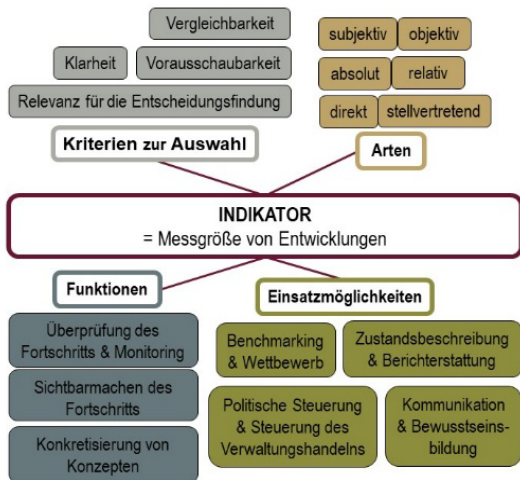 Vergleichbarkeit
Klarheit
Vorausschaubarkeit
Relevanz für die Entscheidungsfindung
Kriterien zur Auswahl
subjektiv
objektiv
absolut
relativ
direkt
stellvertretend
Arten
INDIKATOR
= Messgröße von Entwicklungen
Funktionen
Überprüfung des
Fortschritts & Monitoring
Sichtbarmachen des
Fortschritts
Konkretisierung von
Konzepten
Einsatzmöglichkeiten
Benchmarking
& Wettbewerb
Zustandsbeschreibung
& Berichterstattung
Politische Steuerung
& Steuerung des
Verwaltungshandelns
Kommunikation
& Bewusstseins-
bildung